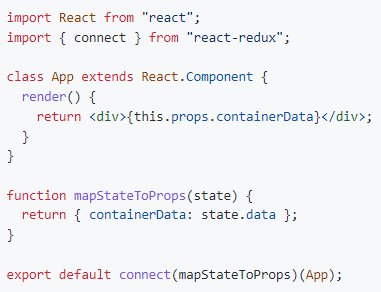 import React from "react";
import { connect } from "react-redux";

class App extends React.Component {
  render() {
    return <div>{this.props.containerData}</div>;
  }
}

function mapStateToProps(state) {
  return { containerData: state.data };
}

export default connect(mapStateToProps)(App);